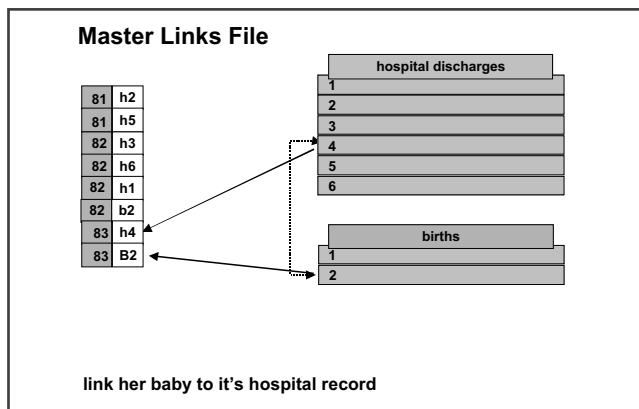 Master Links File
81 h2
81 h5
82 h3
82 h6
82 h1
82 b2
83 h4
83 B2
hospital discharges
1
2
3
4
5
6
births
1
2
link her baby to it's hospital record